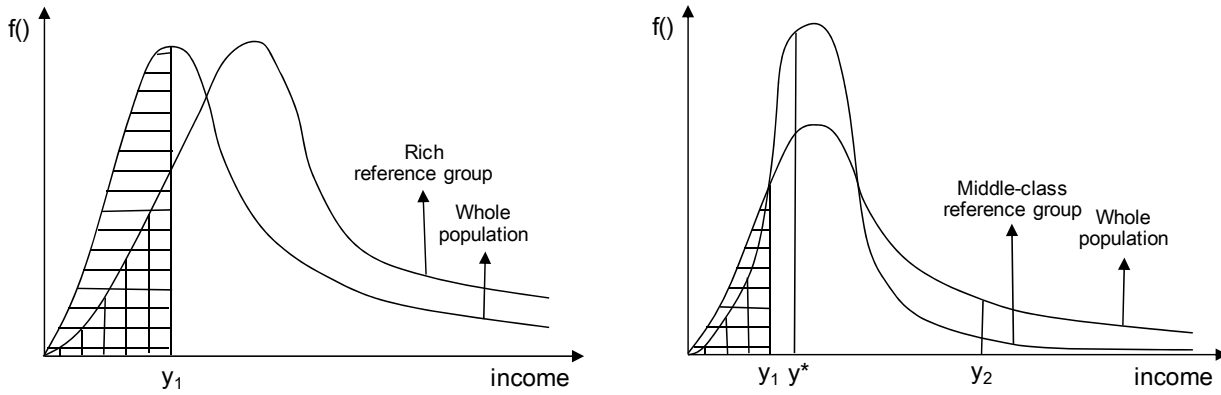 f()
Rich
reference group
Whole
population
y₁
income
f()
Middle-class
reference group
Whole
population
y₁ y*
y₂
income